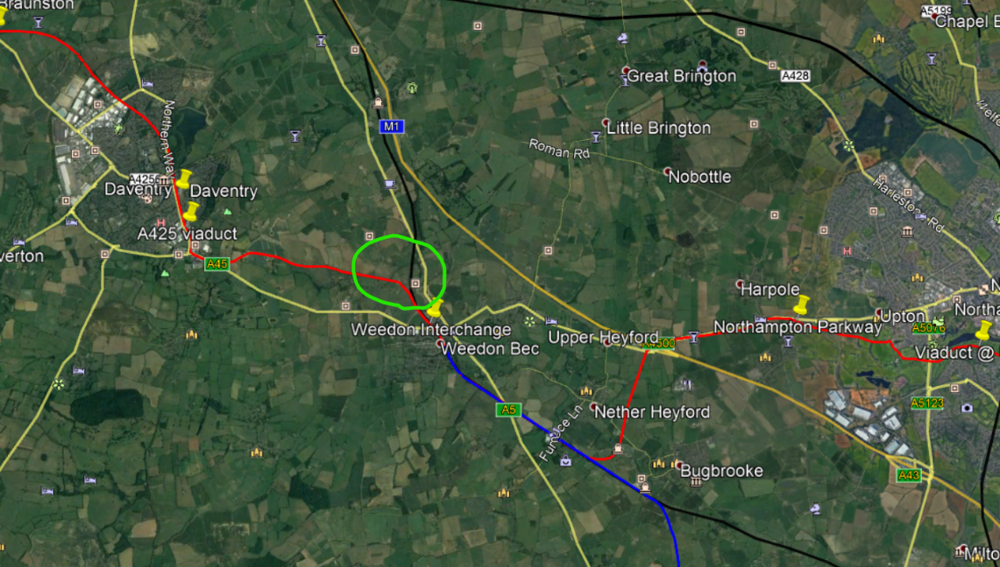 Braunston
A5199
Chapel B
A428
Great Brington
M1
Little Brington
Roman Rd
Northern Way
Nobottle
A425
Daventry
Daventry
Harlestone Rd
A425 viaduct
verton
A45
Harpole
Upton
Northa
A5076
Weedon Interchange
Upper Heyford
A4500
Northampton Parkway
Weedon Bec
Viaduct @
A5
Nether Heyford
A5123
Furnace Ln
Bugbrooke
A43
Milto